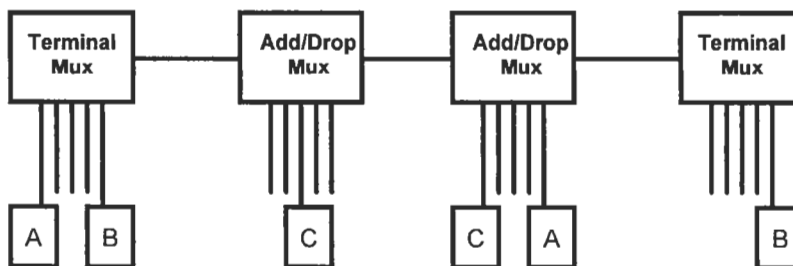 Terminal
Mux
Add/Drop
Mux
Add/Drop
Mux
Terminal
Mux
A
B
C
C
A
B